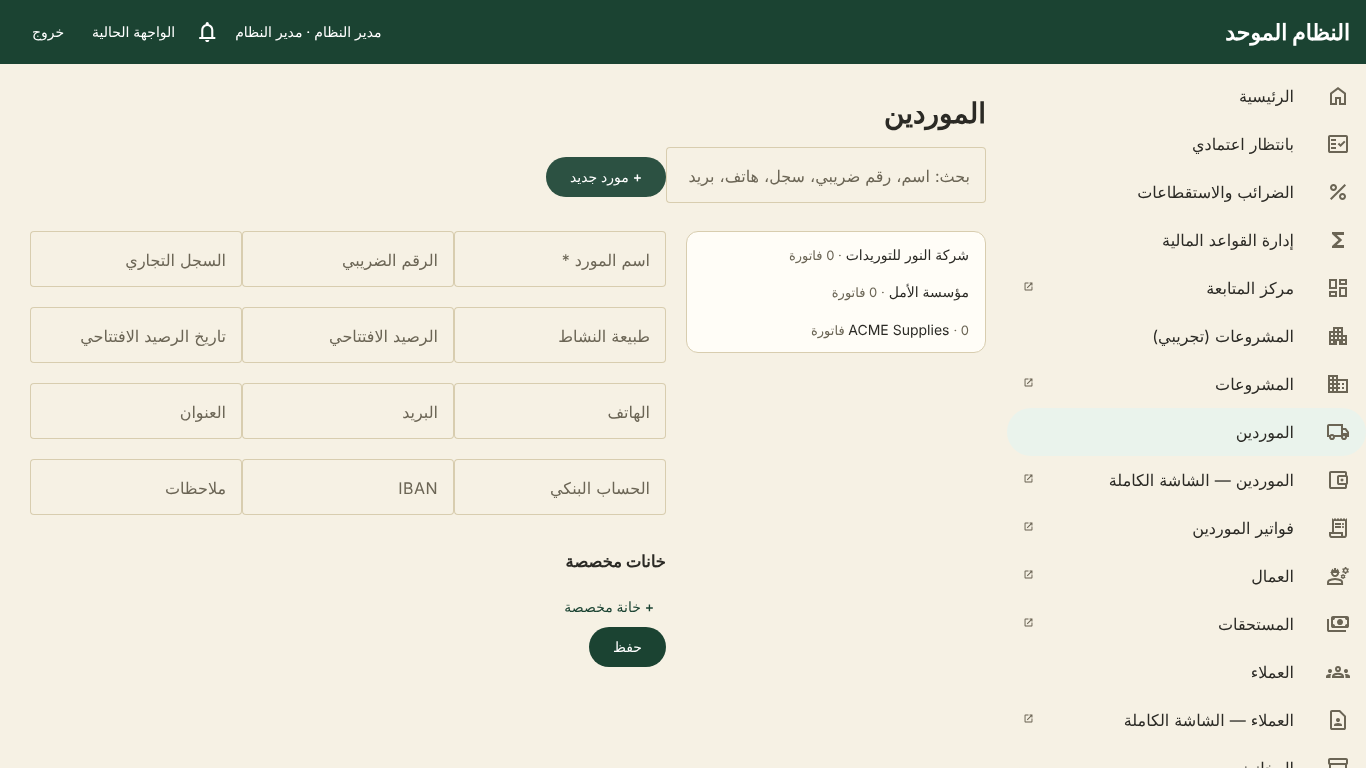 النظام الموحد
مدير النظام · مدير النظام
الواجهة الحالية
خروج
الرئيسية
بانتظار اعتمادي
الضرائب والاستقطاعات
إدارة القواعد المالية
مركز المتابعة
المشروعات (تجريبي)
المشروعات
الموردين
الموردين — الشاشة الكاملة
فواتير الموردين
العمال
المستحقات
العملاء
العملاء — الشاشة الكاملة
الموردين
بحث: اسم، رقم ضريبي، سجل، هاتف، بريد
+ مورد جديد
شركة النور للتوريدات · 0 فاتورة
مؤسسة الأمل · 0 فاتورة
ACME Supplies · 0 فاتورة
اسم المورد *
الرقم الضريبي
السجل التجاري
طبيعة النشاط
الرصيد الافتتاحي
تاريخ الرصيد الافتتاحي
الهاتف
البريد
العنوان
الحساب البنكي
IBAN
ملاحظات
خانات مخصصة
+ خانة مخصصة
حفظ